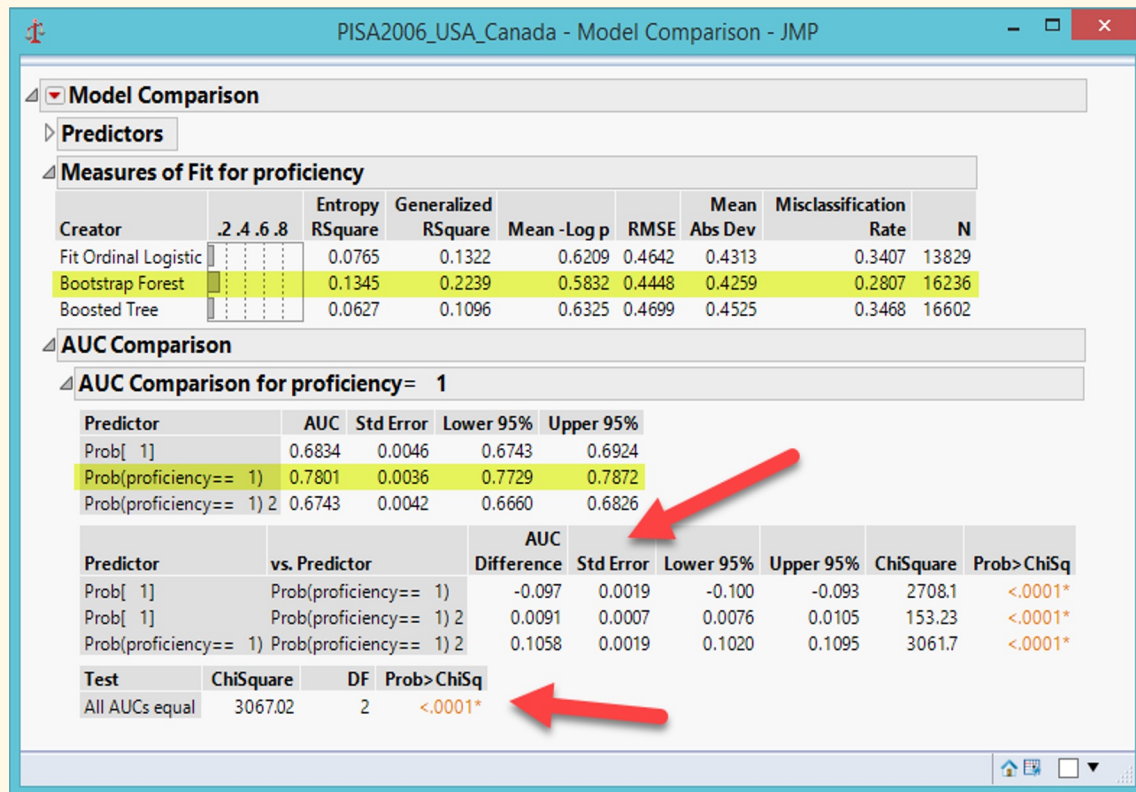 PISA2006_USA_Canada - Model Comparison - JMP
Model Comparison
Predictors
Measures of Fit for proficiency
Entropy Generalized Mean Misclassification
Creator .2 .4 .6 .8 RSquare RSquare Mean -Log p RMSE Abs Dev Rate N
Fit Ordinal Logistic 0.0765 0.1322 0.6209 0.4642 0.4313 0.3407 13829
Bootstrap Forest 0.1345 0.2239 0.5832 0.4448 0.4259 0.2807 16236
Boosted Tree 0.0627 0.1096 0.6325 0.4699 0.4525 0.3468 16602
AUC Comparison
AUC Comparison for proficiency= 1
Predictor AUC Std Error Lower 95% Upper 95%
Prob[ 1] 0.6834 0.0046 0.6743 0.6924
Prob(proficiency== 1) 0.7801 0.0036 0.7729 0.7872
Prob(proficiency== 1) 2 0.6743 0.0042 0.6660 0.6826
AUC
Predictor vs. Predictor Difference Std Error Lower 95% Upper 95% ChiSquare Prob>ChiSq
Prob[ 1] Prob(proficiency== 1) -0.097 0.0019 -0.100 -0.093 2708.1 <.0001*
Prob[ 1] Prob(proficiency== 1) 2 0.0091 0.0007 0.0076 0.0105 153.23 <.0001*
Prob(proficiency== 1) Prob(proficiency== 1) 2 0.1058 0.0019 0.1020 0.1095 3061.7 <.0001*
Test ChiSquare DF Prob>ChiSq
All AUCs equal 3067.02 2 <.0001*